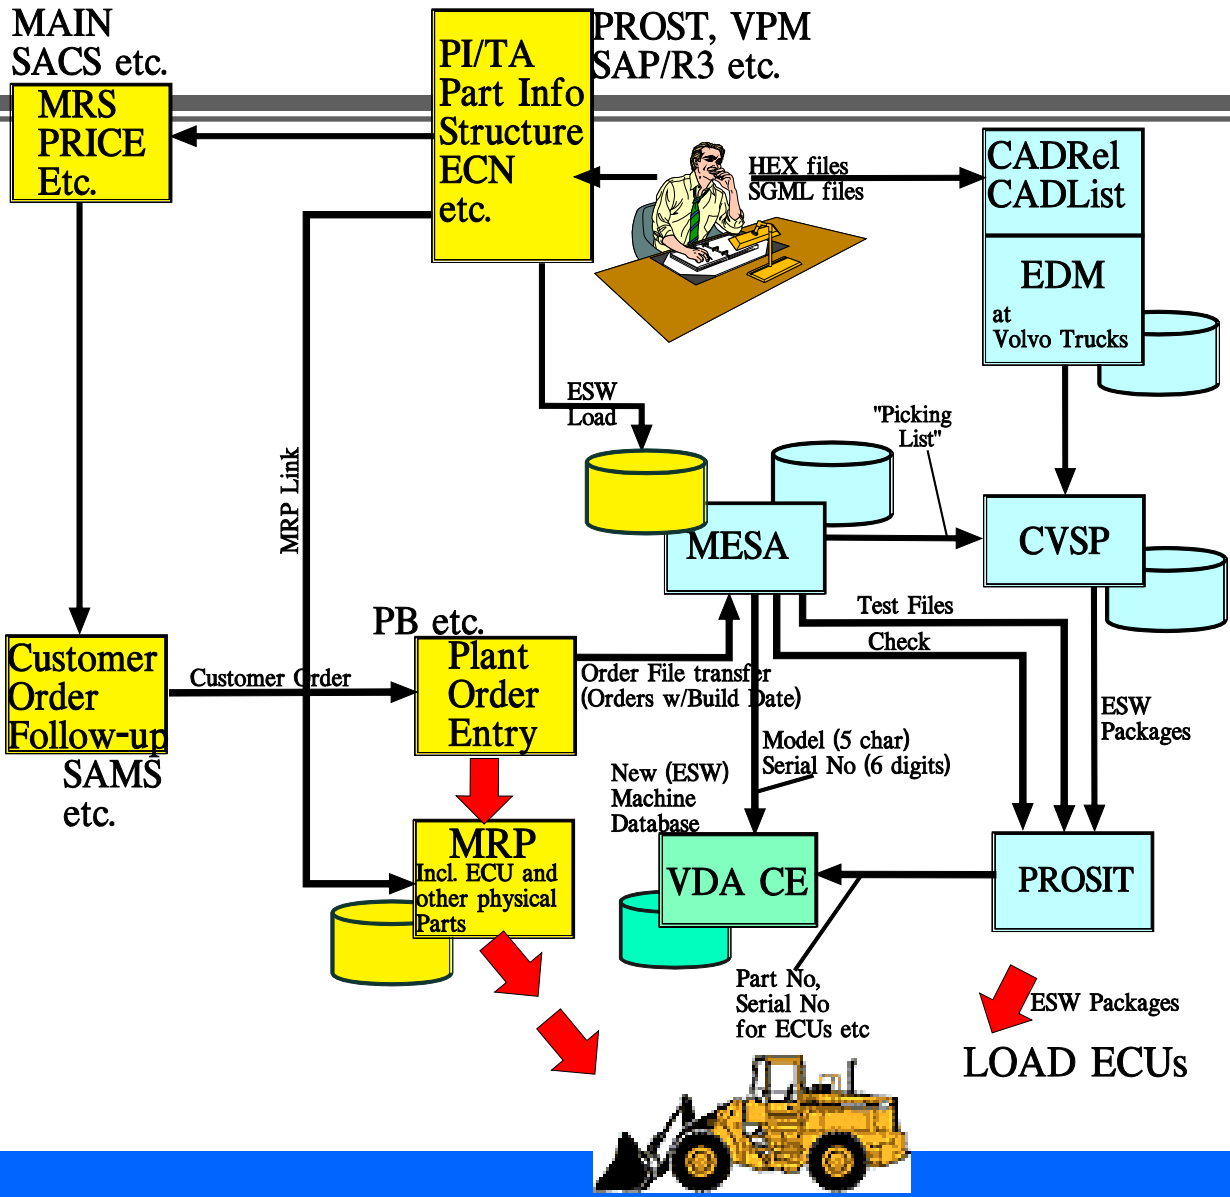 MAIN
SACS etc.
MRS
PRICE
Etc.
PI/TA
Part Info
Structure
ECN
etc.
PROST, VPM
SAP/R3 etc.
HEX files
SGML files
CADRel
CADList
EDM
at
Volvo Trucks
ESW
Load
"Picking
List"
MRP Link
MESA
CVSP
Test Files
Check
PB etc.
Customer
Order
Follow-up
SAMS
etc.
Customer Order
Plant
Order
Entry
Order File transfer
(Orders w/Build Date)
ESW
Packages
Model (5 char)
Serial No (6 digits)
New (ESW)
Machine
Database
MRP
Incl. ECU and
other physical
Parts
VDA CE
PROSIT
Part No,
Serial No
for ECUs etc
ESW Packages
LOAD ECUs